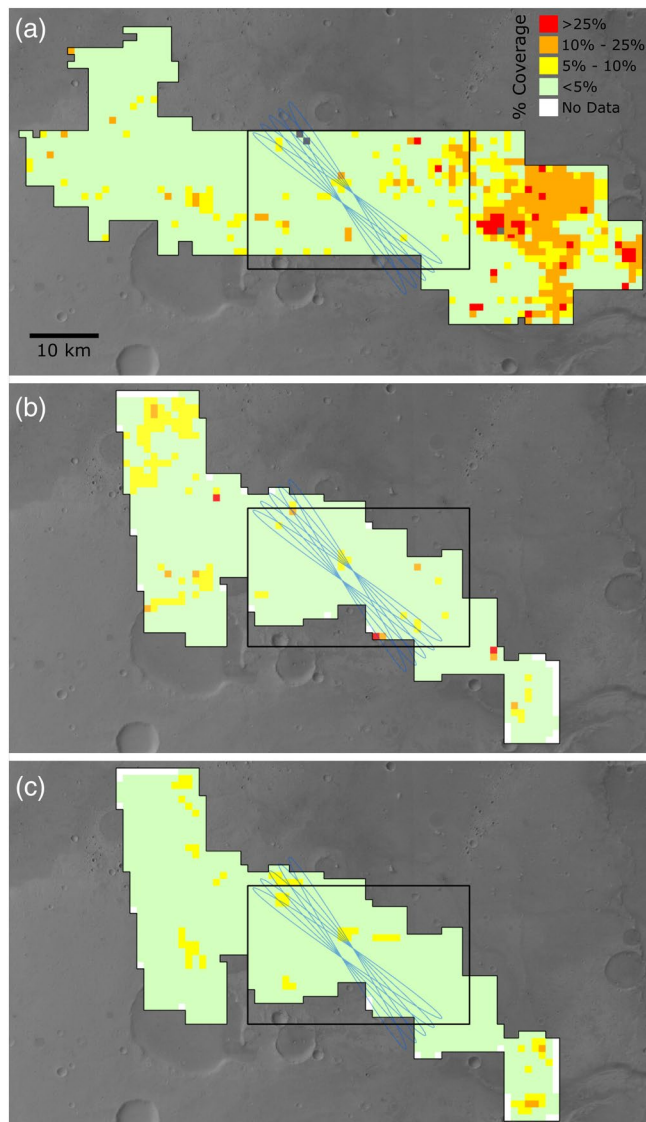 (a)
% Coverage
>25%
10% - 25%
5% - 10%
<5%
No Data
10 km
(b)
(c)